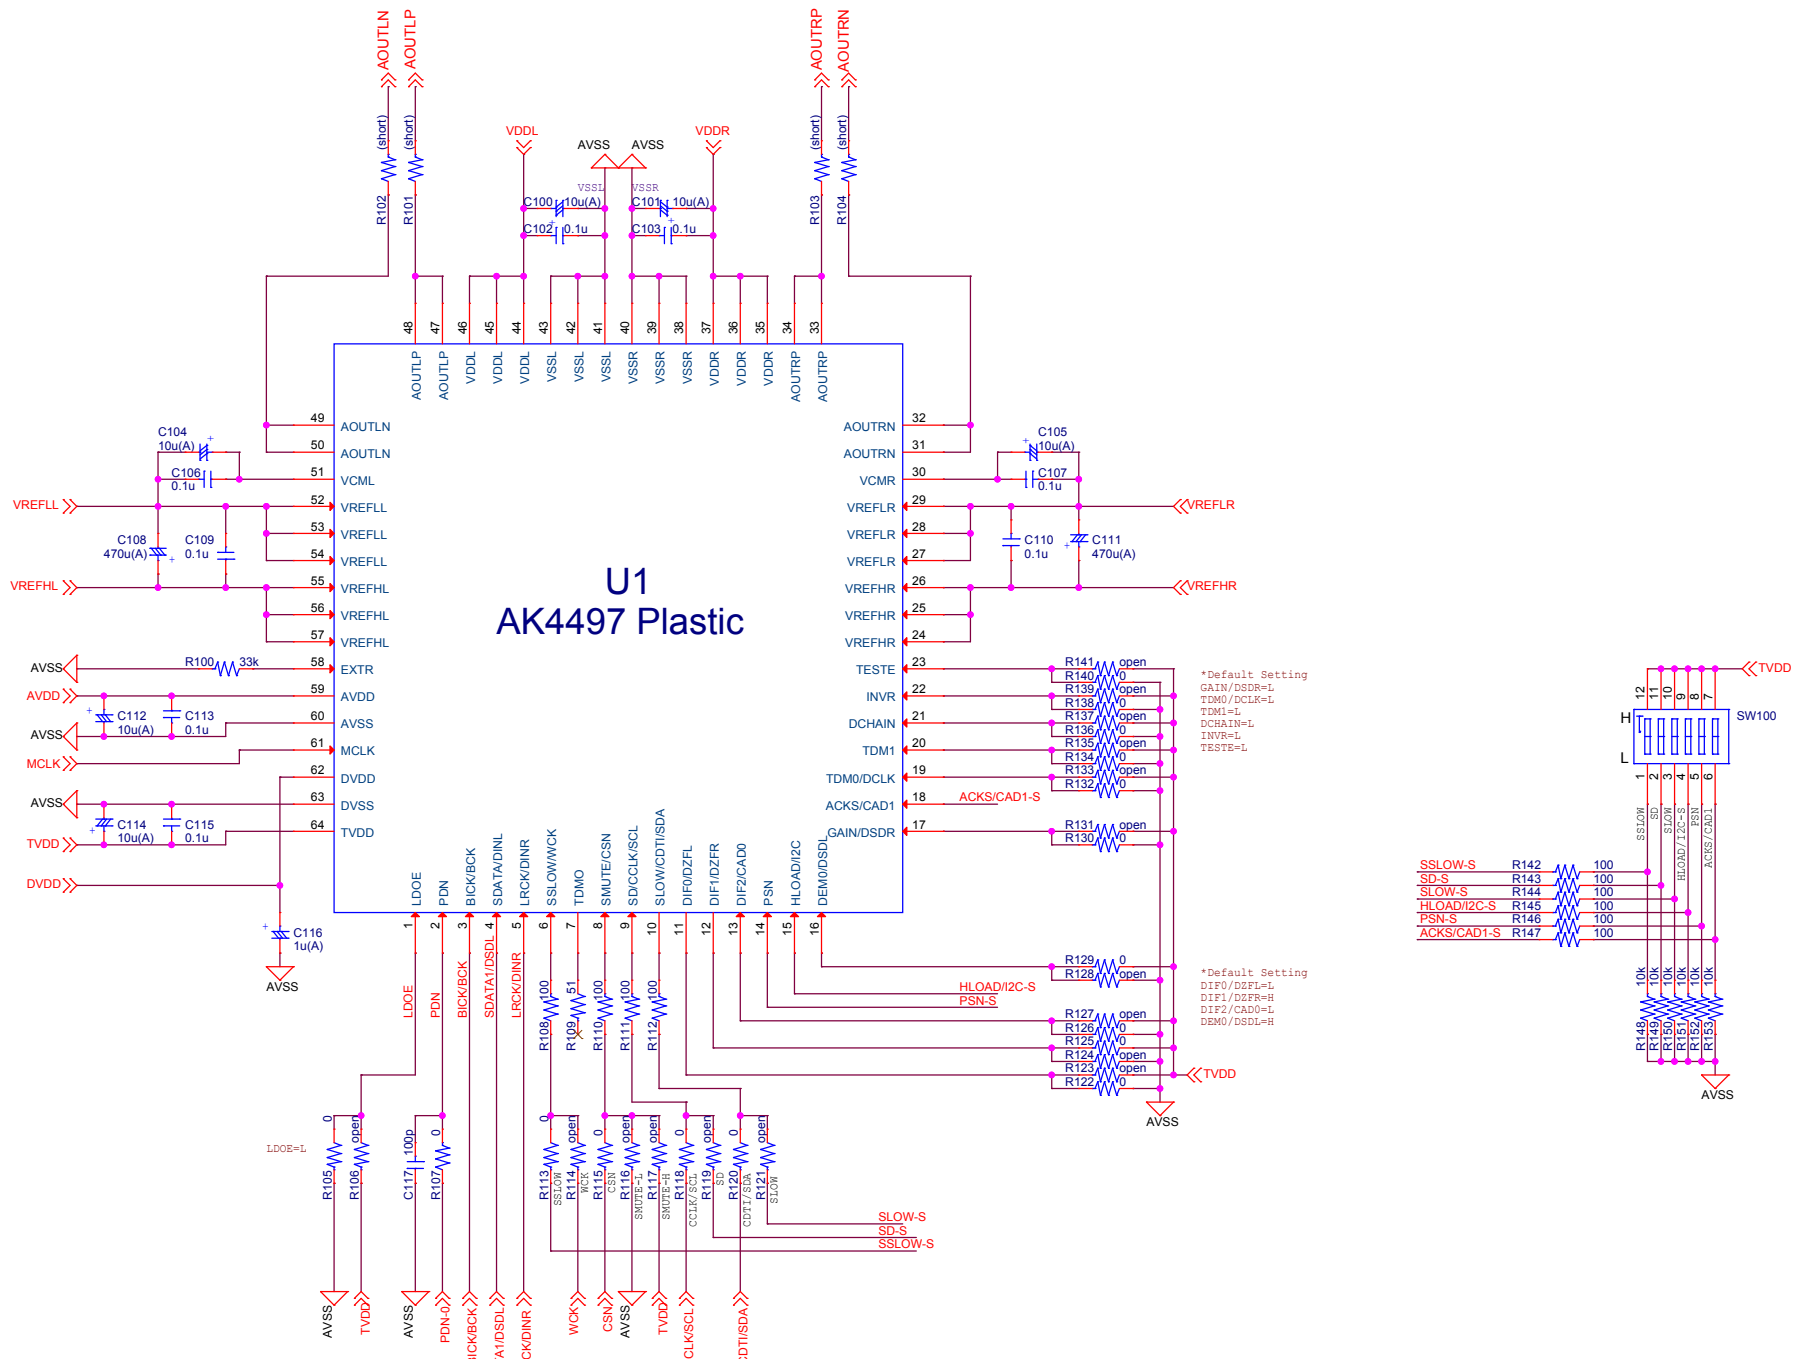 AOUTLN
AOUTLP
AOUTRP
AOUTRN
(short)
(short)
(short)
(short)
R102
R101
R103
R104
VDDL
VDDR
AVSS
AVSS
VSSL
VSSR
C100
10u(A)
C101
10u(A)
C102
0.1u
C103
0.1u
48
47
46
45
44
43
42
41
40
39
38
37
36
35
34
33
AOUTLP
AOUTLP
VDDL
VDDL
VDDL
VSSL
VSSL
VSSL
VSSR
VSSR
VSSR
VDDR
VDDR
VDDR
AOUTRP
AOUTRP
U1
AK4497 Plastic
49 AOUTLN
50 AOUTLN
51 VCML
52 VREFLL
53 VREFLL
54 VREFLL
55 VREFHL
56 VREFHL
57 VREFHL
58 EXTR
59 AVDD
60 AVSS
61 MCLK
62 DVDD
63 DVSS
64 TVDD
C104
10u(A)
C106
0.1u
VREFLL
C108
470u(A)
C109
0.1u
VREFHL
AVSS
R100
33k
AVDD
C112
10u(A)
C113
0.1u
AVSS
MCLK
AVSS
C114
10u(A)
C115
0.1u
TVDD
DVDD
C116
1u(A)
AVSS
AOUTRN 32
AOUTRN 31
VCMR 30
VREFLR 29
VREFLR 28
VREFLR 27
VREFHR 26
VREFHR 25
VREFHR 24
TESTE 23
INVR 22
DCHAIN 21
TDM1 20
TDM0/DCLK 19
ACKS/CAD1 18
GAIN/DSDR 17
C105
10u(A)
C107
0.1u
VREFLR
C110
0.1u
C111
470u(A)
VREFHR
R141 open
R140 0
R139 open
R138 0
R137 open
R136 0
R135 open
R134 0
R133 open
R132 0
ACKS/CAD1-S
R131 open
R130 0
*Default Setting
GAIN/DSDR=L
TDM0/DCLK=L
TDM1=L
DCHAIN=L
INVR=L
TESTE=L
LDOE
PDN
BICK/BCK
SDATA/DINL
LRCK/DINR
SSLOW/WCK
TDMO
SMUTE/CSN
SD/CCLK/SCL
SLOW/CDTI/SDA
DIF0/DZFL
DIF1/DZFR
DIF2/CAD0
PSN
HLOAD/I2C
DEM0/DSDL
1
2
3
4
5
6
7
8
9
10
11
12
13
14
15
16
LDOE
PDN
BICK/BCK
SDATA1/DSDL
LRCK/DINR
R108 100
R109 51
R110 100
R111 100
R112 100
R129 0
R128 open
HLOAD/I2C-S
PSN-S
R127 open
R126 0
R125 0
R124 open
R123 open
R122 0
TVDD
AVSS
*Default Setting
DIF0/DZFL=L
DIF1/DZFR=H
DIF2/CAD0=L
DEM0/DSDL=H
LDOE=L
R105 0
R106 open
C117 100p
R107 0
R113 0
SSLOW
R114 open
WCK
R115 0
CSN
R116 open
SMUTE-L
R117 open
SMUTE-H
R118 0
CCLK/SCL
R119 open
SD
R120 0
CDTI/SDA
R121 open
SLOW
SLOW-S
SD-S
SSLOW-S
AVSS
TVDD
AVSS
PDN-0
BICK/BCK
TA1/DSDL
CK/DINR
WCK
CSN
AVSS
TVDD
CLK/SCL
CDTI/SDA
TVDD
12
11
10
9
8
7
H
L
SW100
1
2
3
4
5
6
SSLOW
SD
SLOW
HLOAD/I2C-S
PSN
ACKS/CAD1
SSLOW-S R142 100
SD-S R143 100
SLOW-S R144 100
HLOAD/I2C-S R145 100
PSN-S R146 100
ACKS/CAD1-S R147 100
10k
10k
10k
10k
10k
10k
R148
R149
R150
R151
R152
R153
AVSS